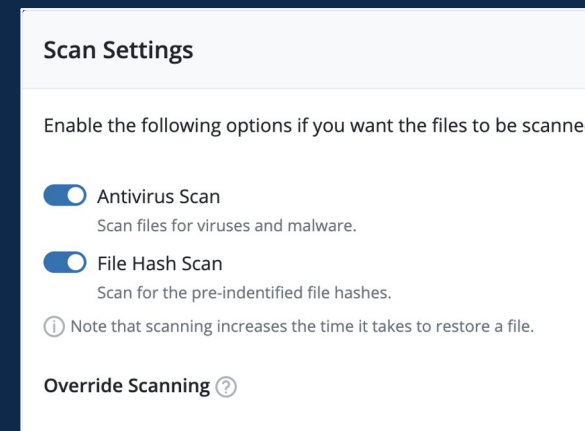 Scan Settings
Enable the following options if you want the files to be scanne
Antivirus Scan
Scan files for viruses and malware.
File Hash Scan
Scan for the pre-indentified file hashes.
Note that scanning increases the time it takes to restore a file.
Override Scanning